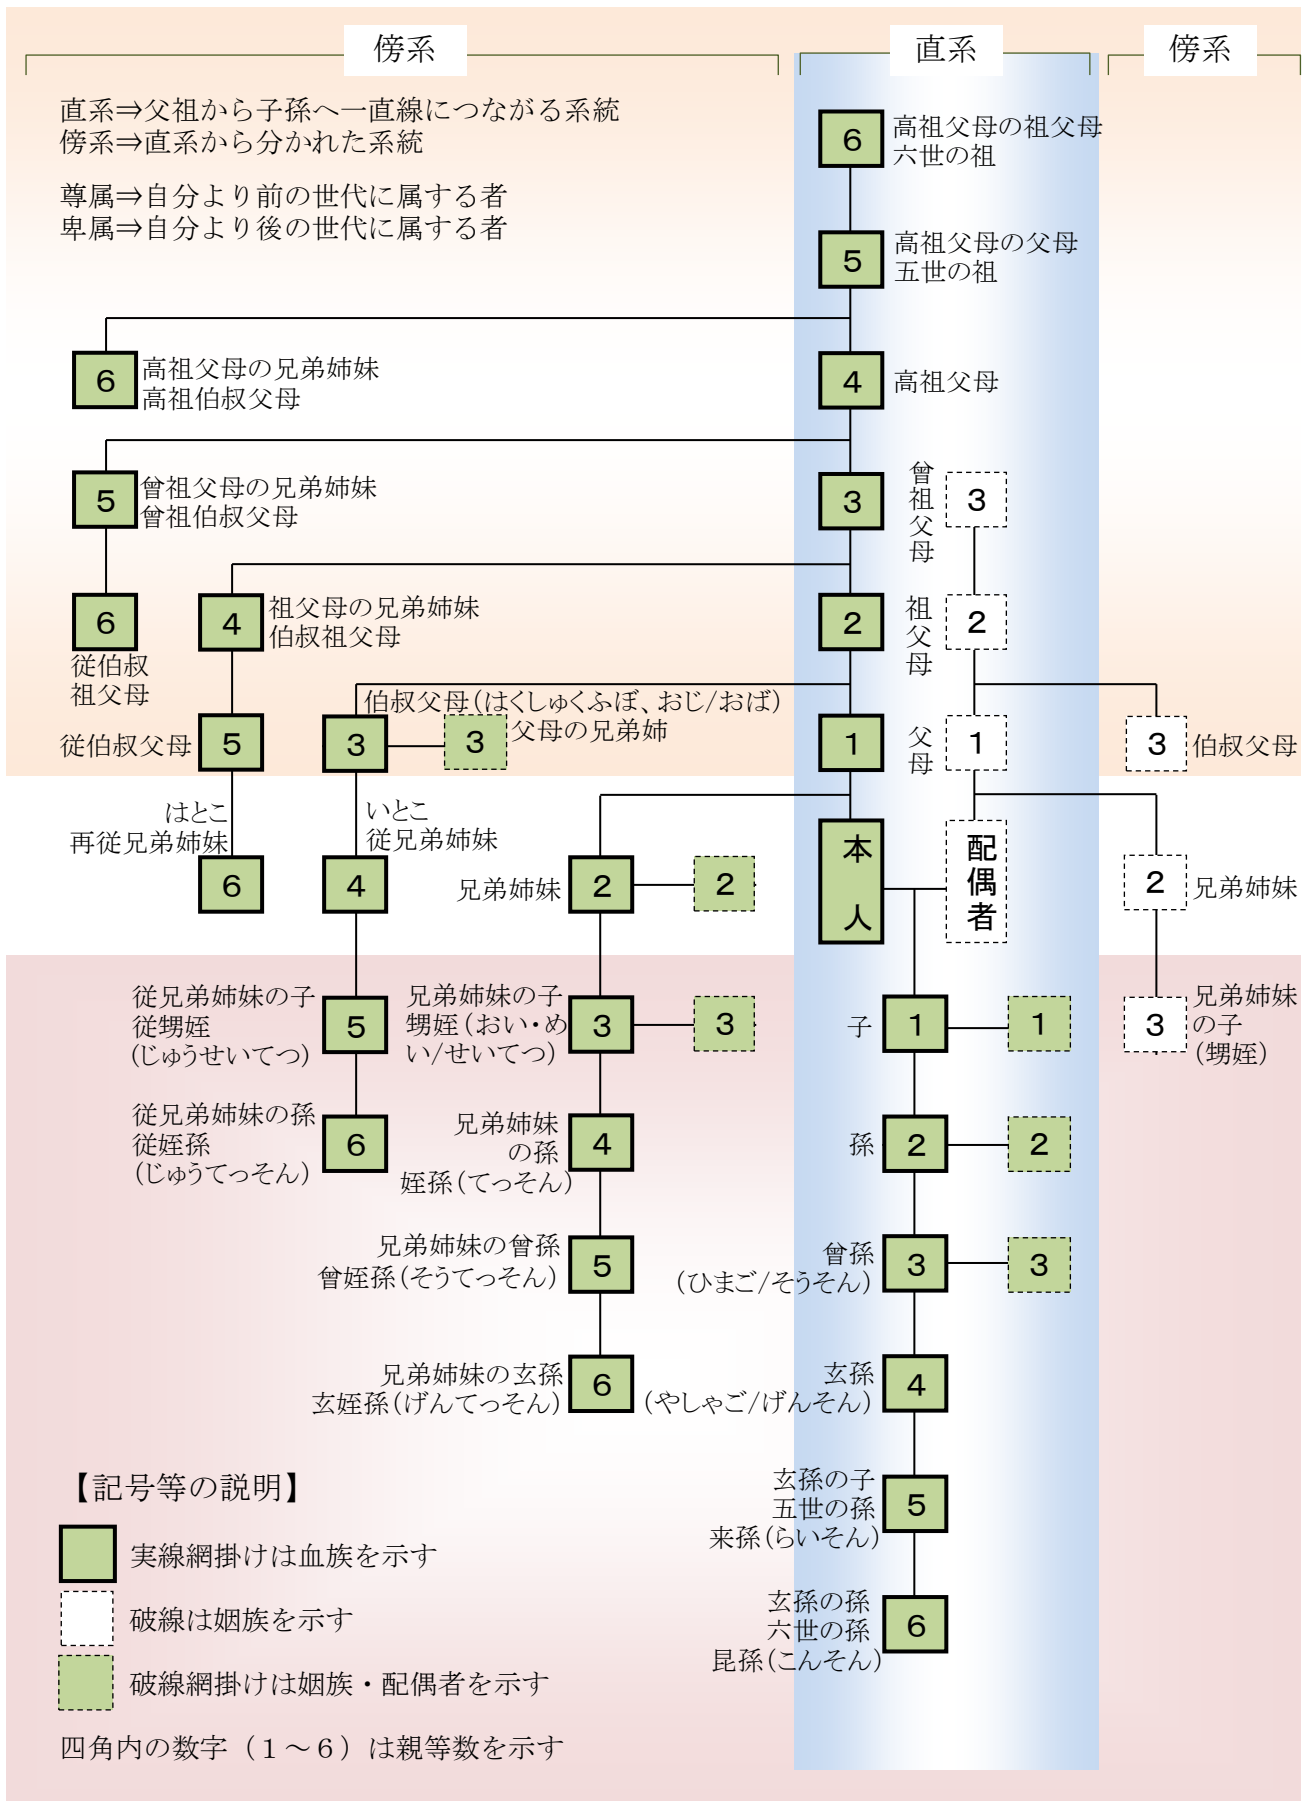 傍系
直系
傍系
直系⇒父祖から子孫へ一直線につながる系統
傍系⇒直系から分かれた系統
尊属⇒自分より前の世代に属する者
卑属⇒自分より後の世代に属する者
6
高祖父母の祖父母
六世の祖
5
高祖父母の父母
五世の祖
6
高祖父母の兄弟姉妹
高祖伯叔父母
4
高祖父母
5
曾祖父母の兄弟姉妹
曾祖伯叔父母
3
曾祖父母
3
6
従伯叔
祖父母
4
祖父母の兄弟姉妹
伯叔祖父母
2
祖父母
2
伯叔父母(はくしゅくふぼ、おじ/おば)
父母の兄弟姉
従伯叔父母
5
3
3
1
父母
1
3
伯叔父母
はとこ
再従兄弟姉妹
6
いとこ
従兄弟姉妹
4
兄弟姉妹
2
2
本人
配偶者
2
兄弟姉妹
従兄弟姉妹の子
従甥姪
(じゅうせいてつ)
5
兄弟姉妹の子
甥姪(おい・め
い/せいてつ)
3
3
子
1
1
3
兄弟姉妹
の子
(甥姪)
従兄弟姉妹の孫
従姪孫
(じゅうてっそん)
6
兄弟姉妹
の孫
姪孫(てっそん)
4
孫
2
2
兄弟姉妹の曾孫
曾姪孫(そうてっそん)
5
曾孫
(ひまご/そうそん)
3
3
兄弟姉妹の玄孫
玄姪孫(げんてっそん)
6
玄孫
(やしゃご/げんそん)
4
玄孫の子
五世の孫
来孫(らいそん)
5
玄孫の孫
六世の孫
昆孫(こんそん)
6
【記号等の説明】
実線網掛けは血族を示す
破線は姻族を示す
破線網掛けは姻族・配偶者を示す
四角内の数字（１～６）は親等数を示す